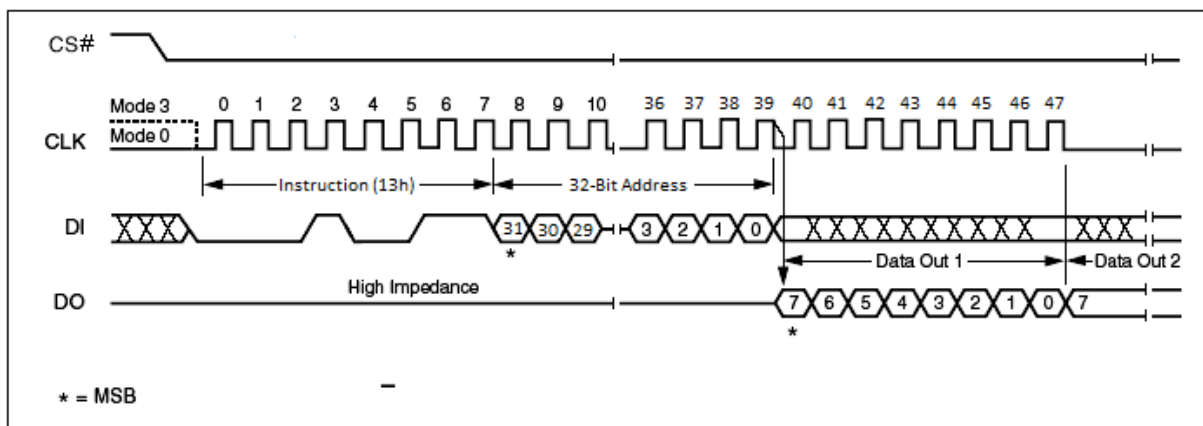 CS#
Mode 3 0 1 2 3 4 5 6 7 8 9 10 36 37 38 39 40 41 42 43 44 45 46 47
CLK Mode 0
Instruction (13h) 32-Bit Address
DI 31 30 29 3 2 1 0
* Data Out 1 Data Out 2
High Impedance
DO 7 6 5 4 3 2 1 0 7
*
* = MSB